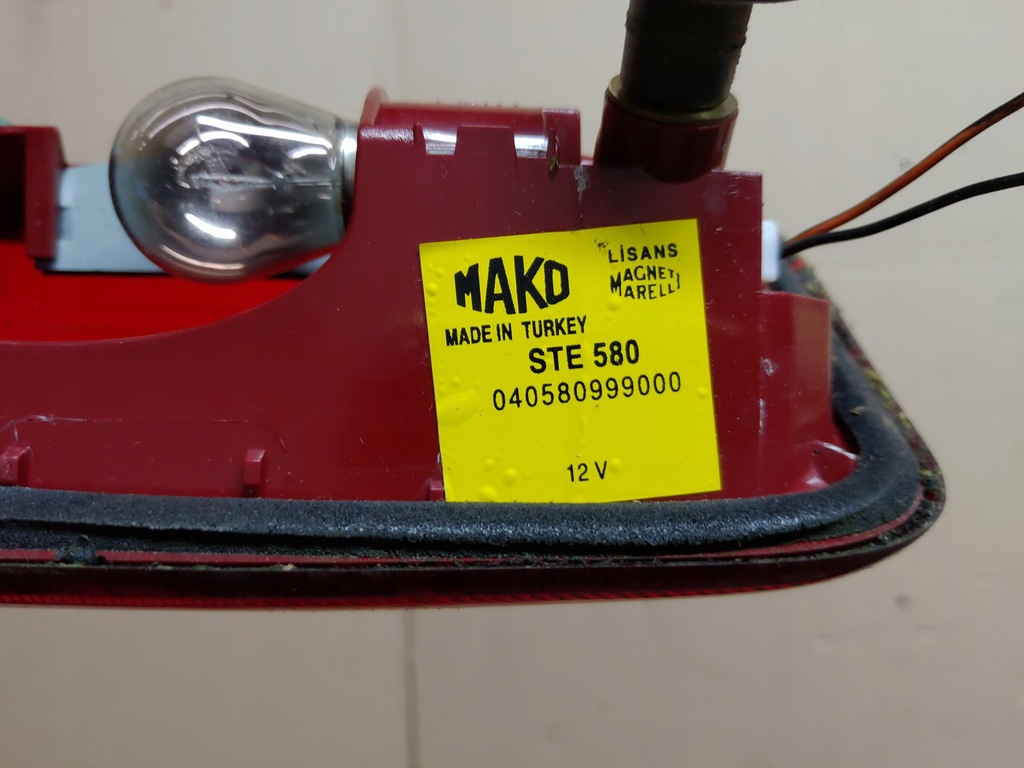 MAKO
LİSANS
MAGNETİ
MARELLİ
MADE IN TURKEY
STE 580
040580999000
12 V